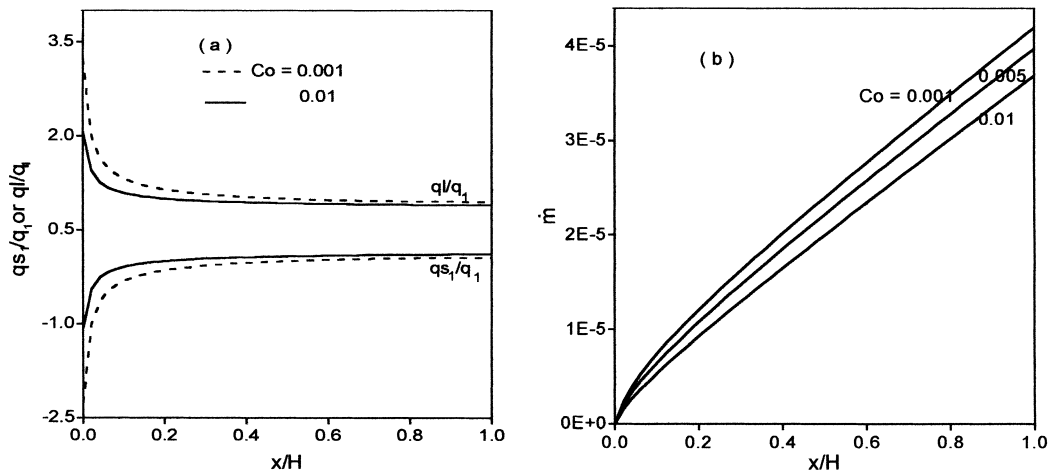 3.5
2.0
0.5
-1.0
-2.5
qs₁/q₁ or ql/q₁
( a )
Co = 0.001
0.01
ql/q₁
qs₁/q₁
0.0 0.2 0.4 0.6 0.8 1.0
x/H
4E-5
3E-5
2E-5
1E-5
0E+0
ṁ
( b )
0.005
Co = 0.001
0.01
0.0 0.2 0.4 0.6 0.8 1.0
x/H